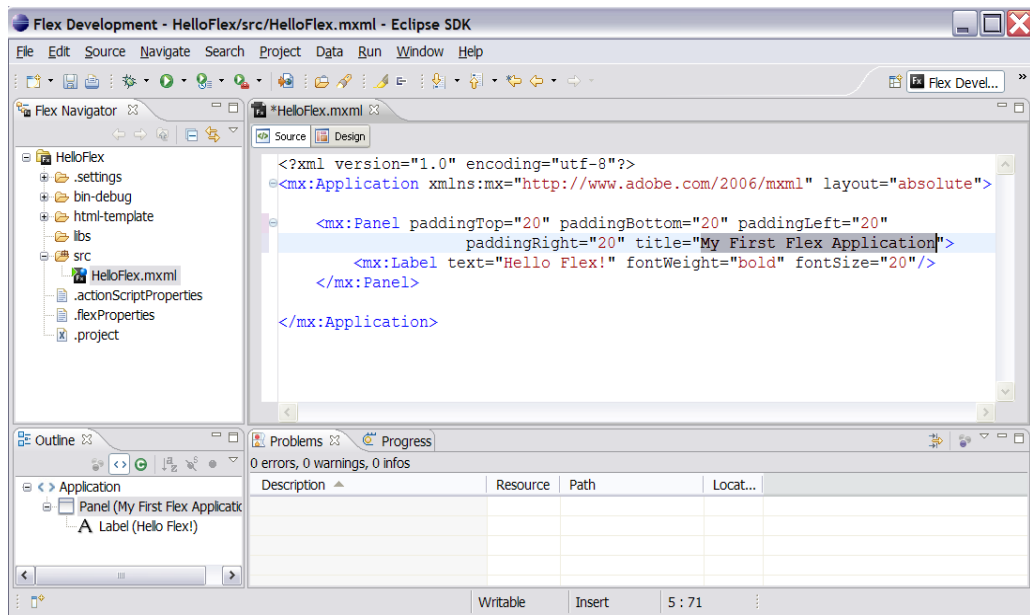 Flex Development - HelloFlex/src/HelloFlex.mxml - Eclipse SDK
File Edit Source Navigate Search Project Data Run Window Help
Flex Devel... »
Flex Navigator
*HelloFlex.mxml
Source Design
HelloFlex
.settings
bin-debug
html-template
libs
src
HelloFlex.mxml
.actionScriptProperties
.flexProperties
.project
<?xml version="1.0" encoding="utf-8"?>
<mx:Application xmlns:mx="http://www.adobe.com/2006/mxml" layout="absolute">
<mx:Panel paddingTop="20" paddingBottom="20" paddingLeft="20"
paddingRight="20" title="My First Flex Application">
<mx:Label text="Hello Flex!" fontWeight="bold" fontSize="20"/>
</mx:Panel>
</mx:Application>
Outline
Application
Panel (My First Flex Applicatic
A Label (Hello Flex!)
Problems Progress
0 errors, 0 warnings, 0 infos
Description Resource Path Locat...
Writable Insert 5 : 71